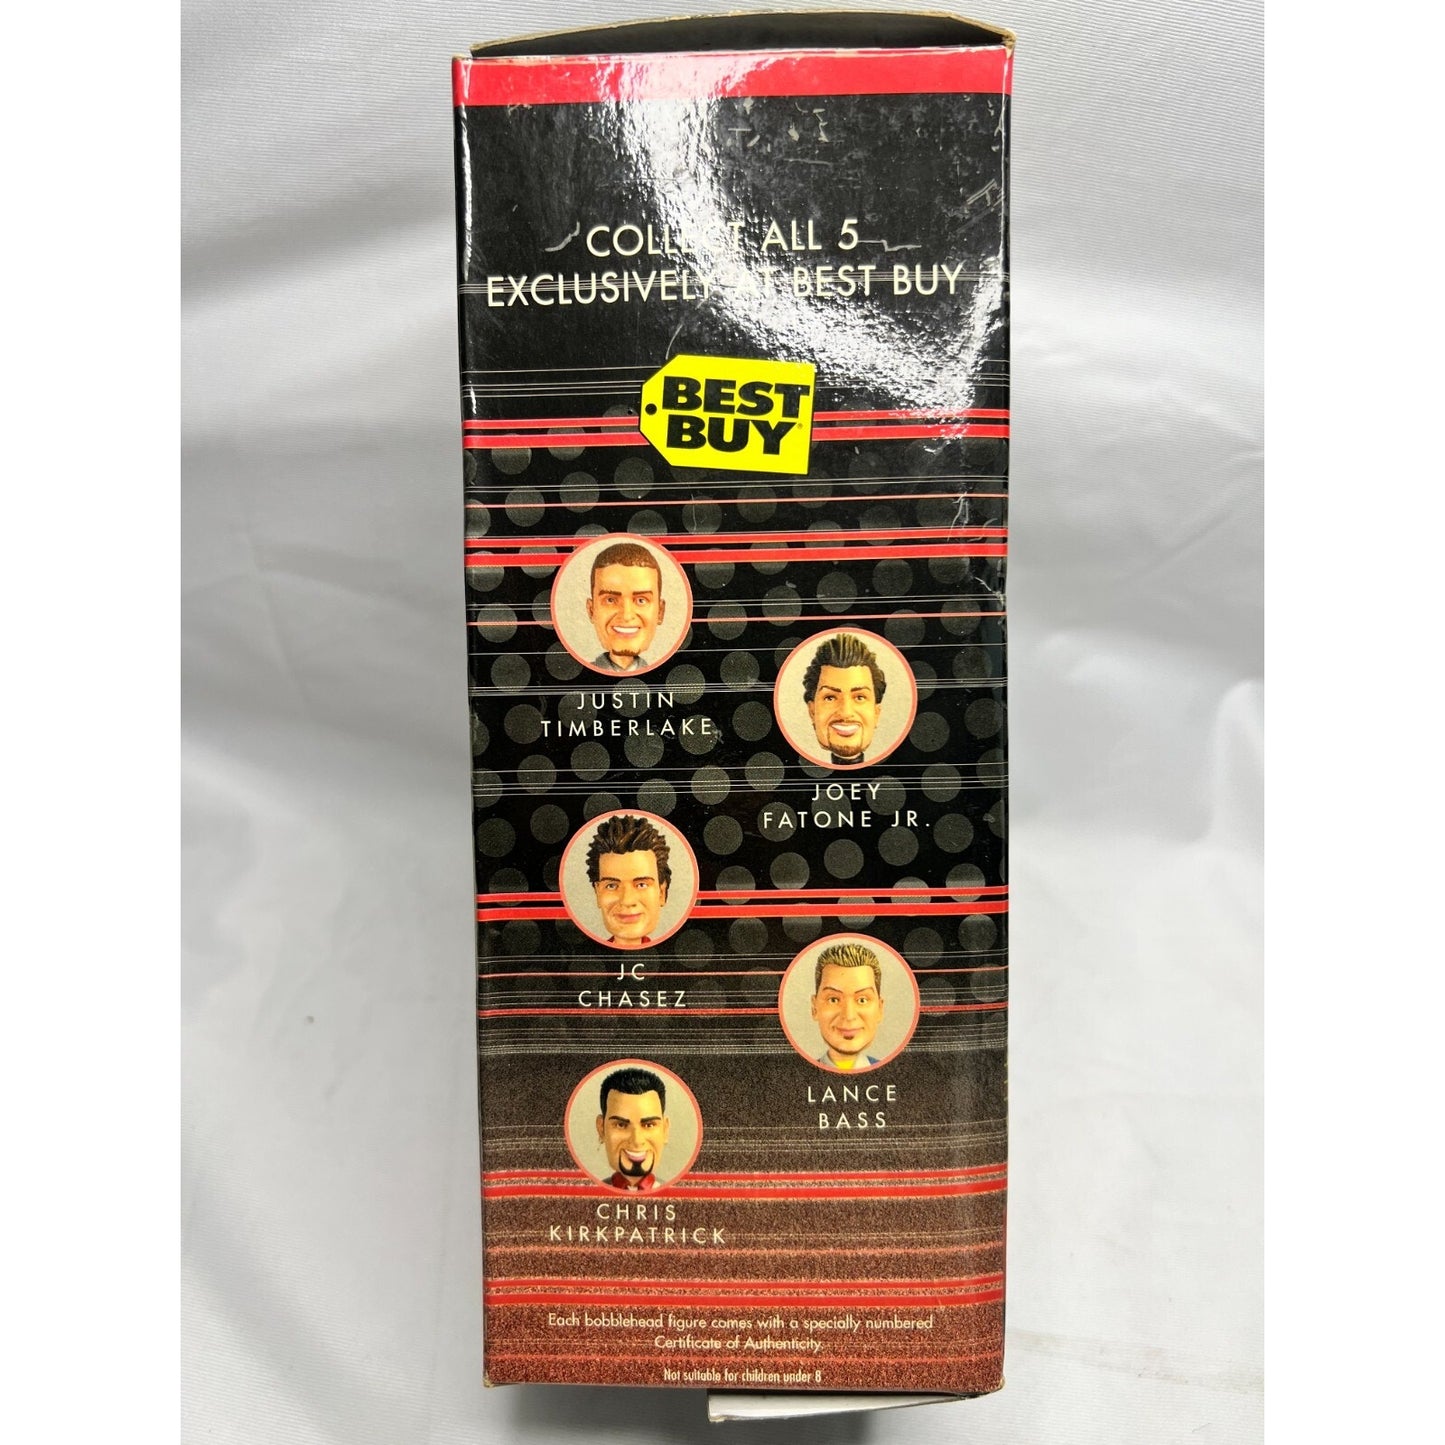 COLLECT ALL 5
EXCLUSIVELY AT BEST BUY
BEST
BUY®
JUSTIN
TIMBERLAKE
JOEY
FATONE JR.
JC
CHASEZ
LANCE
BASS
CHRIS
KIRKPATRICK
Each bobblehead figure comes with a specially numbered
Certificate of Authenticity.
Not suitable for children under 8